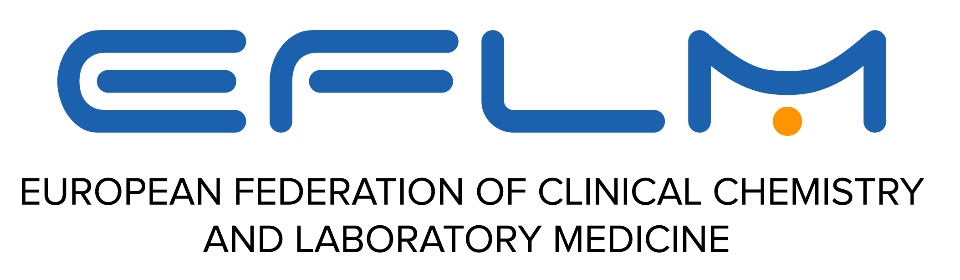 EFLM
EUROPEAN FEDERATION OF CLINICAL CHEMISTRY
AND LABORATORY MEDICINE